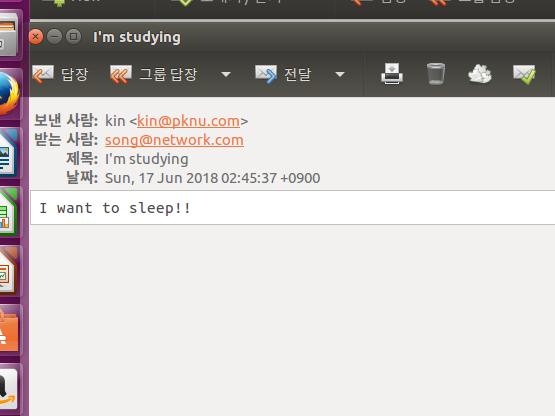 I'm studying
답장 그룹 답장 전달
보낸 사람: kin <kin@pknu.com>
받는 사람: song@network.com
제목: I'm studying
날짜: Sun, 17 Jun 2018 02:45:37 +0900
I want to sleep!!